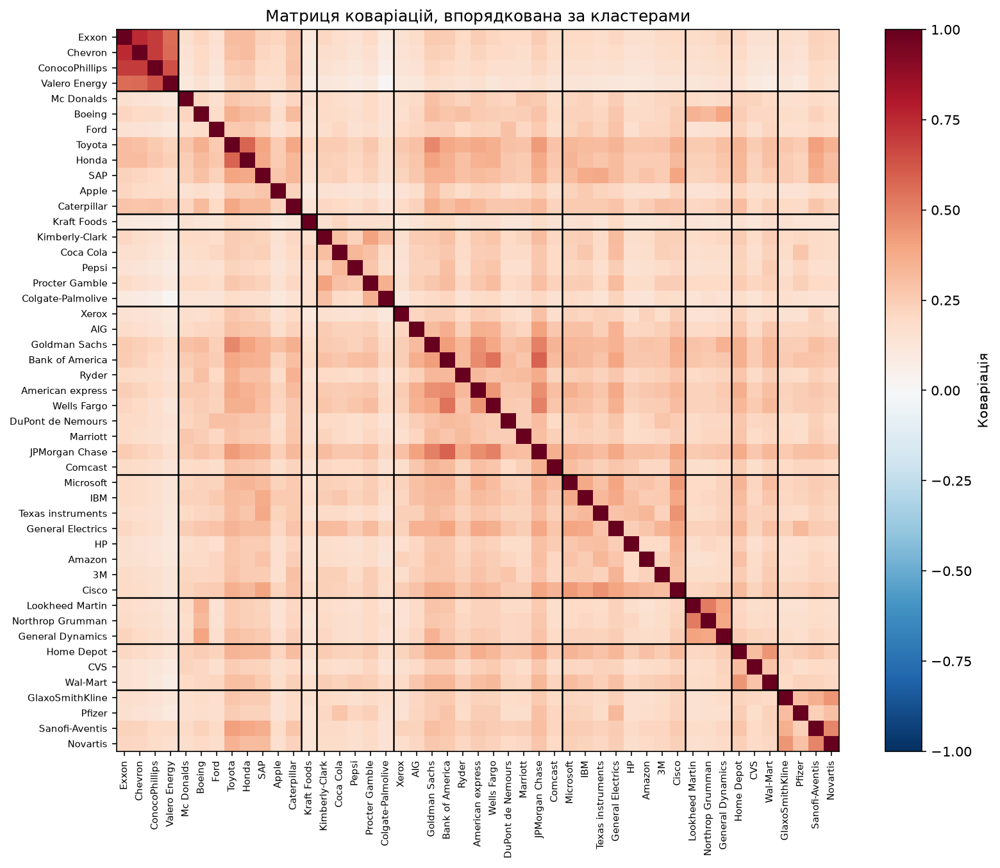 Матриця коваріацій, впорядкована за кластерами
Exxon
Chevron
ConocoPhillips
Valero Energy
Mc Donalds
Boeing
Ford
Toyota
Honda
SAP
Apple
Caterpillar
Kraft Foods
Kimberly-Clark
Coca Cola
Pepsi
Procter Gamble
Colgate-Palmolive
Xerox
AIG
Goldman Sachs
Bank of America
Ryder
American express
Wells Fargo
DuPont de Nemours
Marriott
JPMorgan Chase
Comcast
Microsoft
IBM
Texas instruments
General Electrics
HP
Amazon
3M
Cisco
Lookheed Martin
Northrop Grumman
General Dynamics
Home Depot
CVS
Wal-Mart
GlaxoSmithKline
Pfizer
Sanofi-Aventis
Novartis
Exxon
Chevron
ConocoPhillips
Valero Energy
Mc Donalds
Boeing
Ford
Toyota
Honda
SAP
Apple
Caterpillar
Kraft Foods
Kimberly-Clark
Coca Cola
Pepsi
Procter Gamble
Colgate-Palmolive
Xerox
AIG
Goldman Sachs
Bank of America
Ryder
American express
Wells Fargo
DuPont de Nemours
Marriott
JPMorgan Chase
Comcast
Microsoft
IBM
Texas instruments
General Electrics
HP
Amazon
3M
Cisco
Lookheed Martin
Northrop Grumman
General Dynamics
Home Depot
CVS
Wal-Mart
GlaxoSmithKline
Pfizer
Sanofi-Aventis
Novartis
1.00
0.75
0.50
0.25
0.00
−0.25
−0.50
−0.75
−1.00
Коваріація